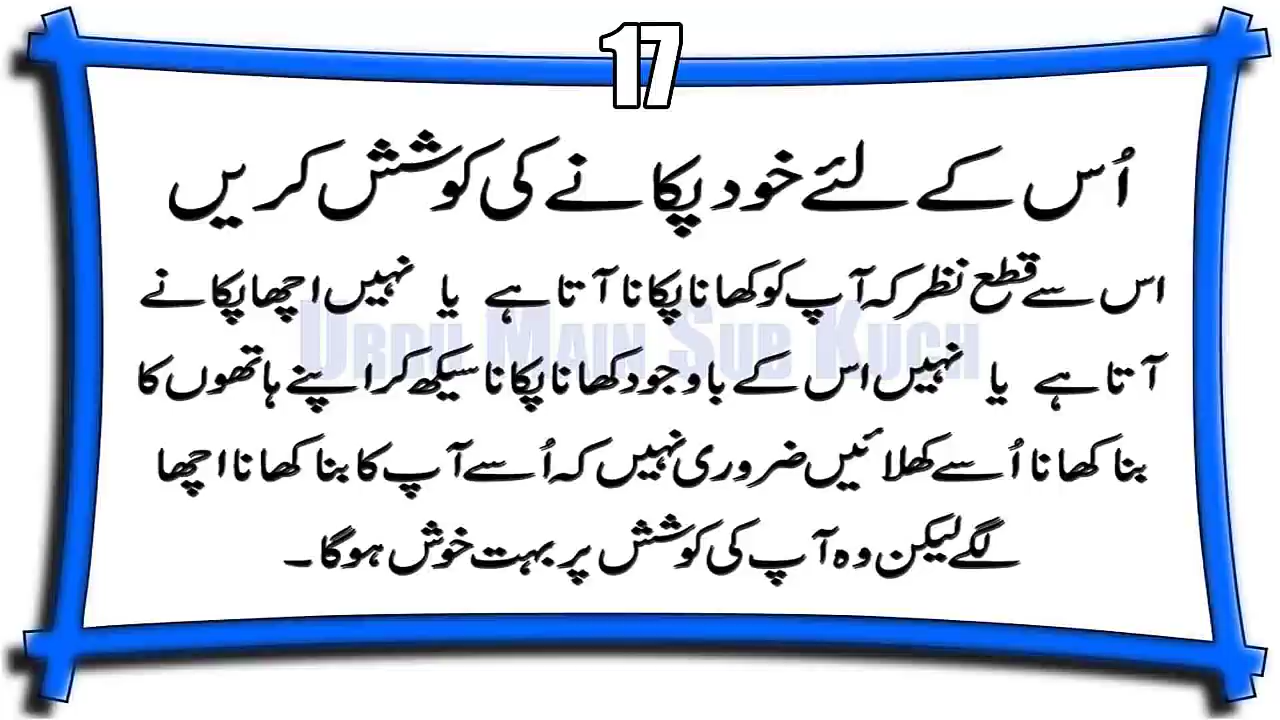 17
اُس کے لئے خود پکانے کی کوشش کریں
اس سے قطع نظر کہ آپ کو کھانا پکانا آتا ہے یا نہیں اچھا پکانے
آتا ہے یا نہیں اس کے باوجود کھانا پکانا سیکھ کر اپنے ہاتھوں کا
بنا کھانا اُسے کھلائیں ضروری نہیں کہ اُسے آپ کا بنا کھانا اچھا
لگے لیکن وہ آپ کی کوشش پر بہت خوش ہوگا۔
Urdu Main Sub Kuch